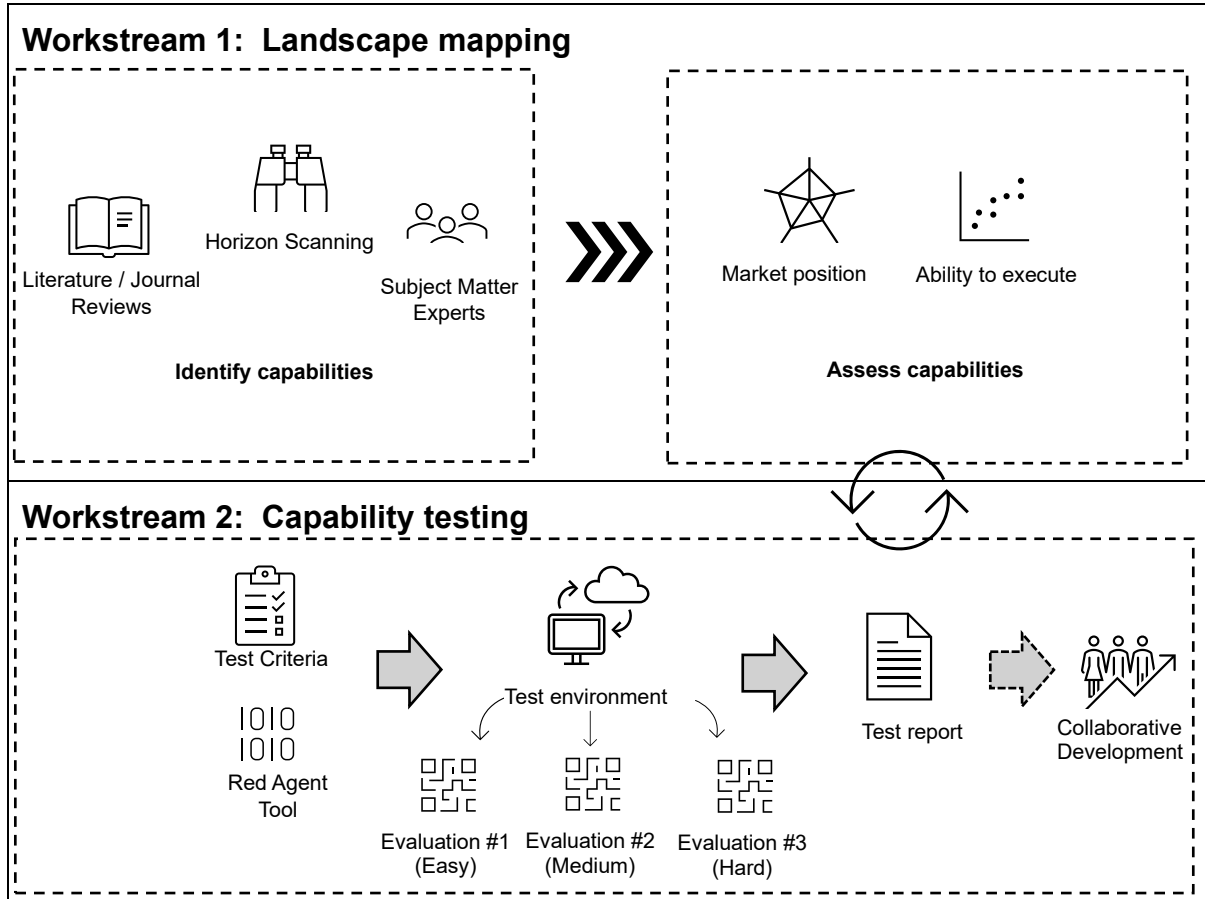 Workstream 1: Landscape mapping
Literature / Journal
Reviews
Horizon Scanning
Subject Matter
Experts
Identify capabilities
Market position
Ability to execute
Assess capabilities
Workstream 2: Capability testing
Test Criteria
IOIO
IOIO
Red Agent
Tool
Test environment
Evaluation #1
(Easy)
Evaluation #2
(Medium)
Evaluation #3
(Hard)
Test report
Collaborative
Development